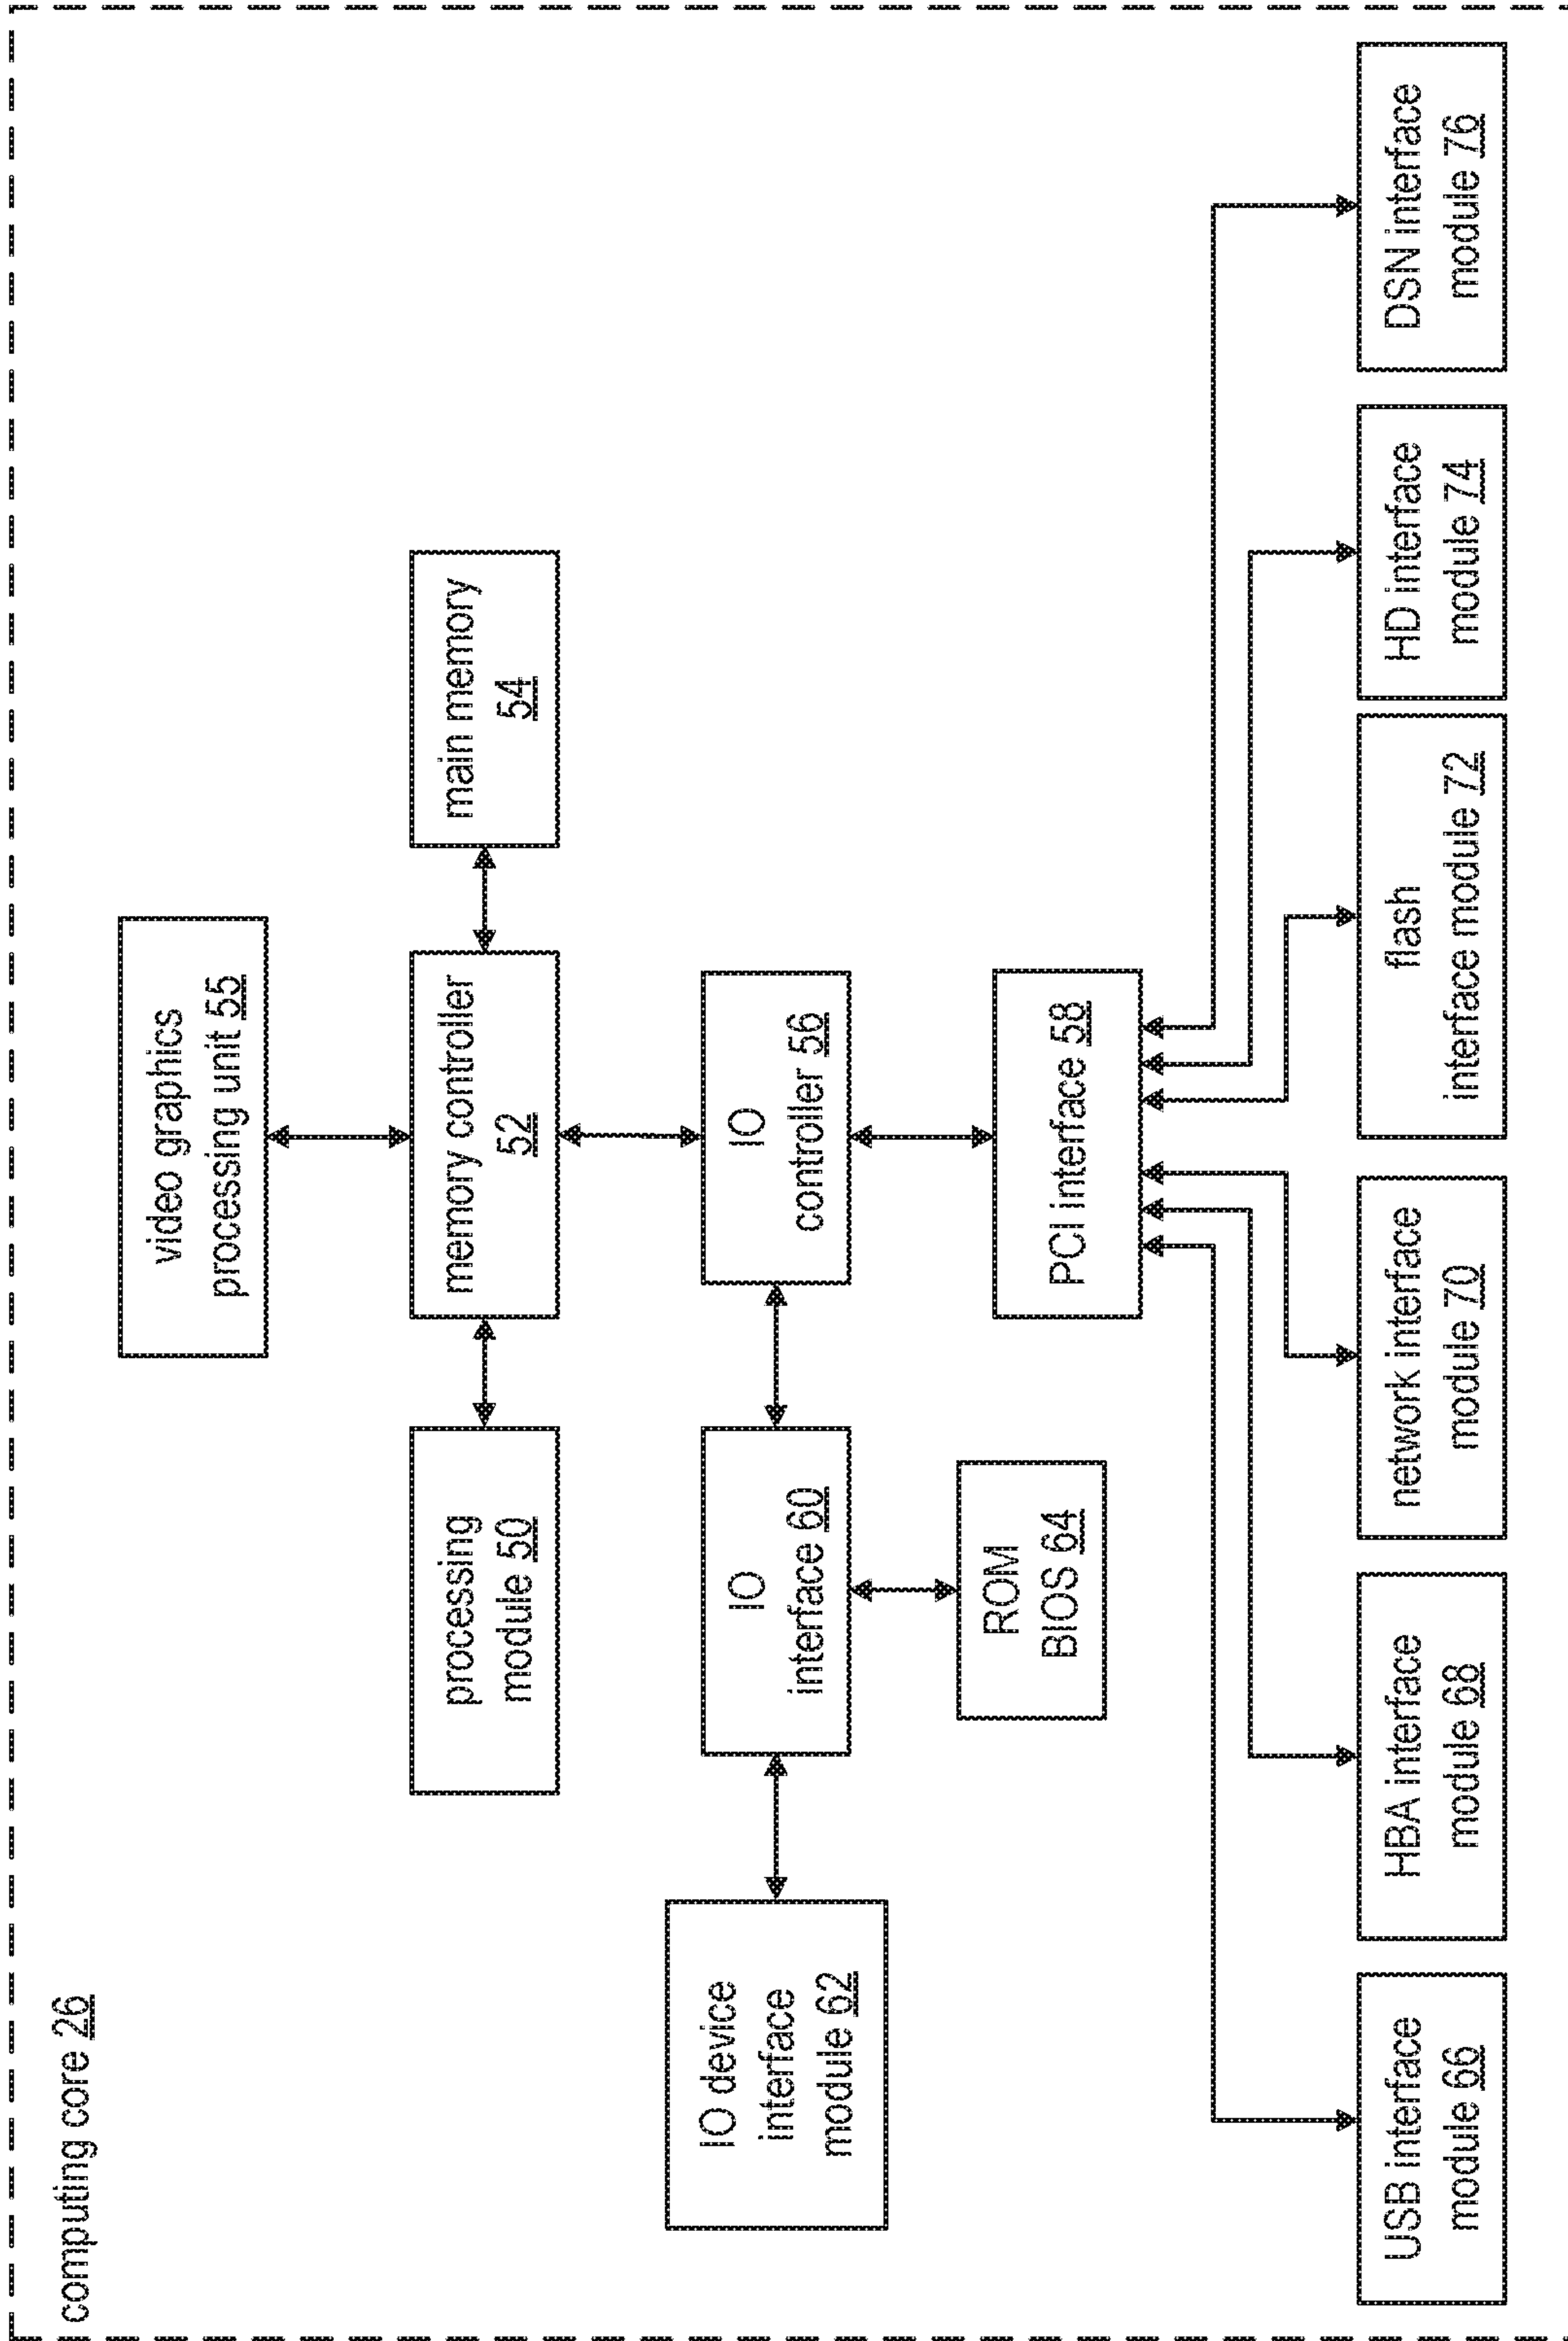 computing core 26
video graphics
processing unit 55
processing
module 50
memory controller
52
main memory
54
IO device
interface
module 62
IO
interface 60
IO
controller 56
ROM
BIOS 64
PCI interface 58
USB interface
module 66
HBA interface
module 68
network interface
module 70
flash
interface module 72
HD interface
module 74
DSN interface
module 76